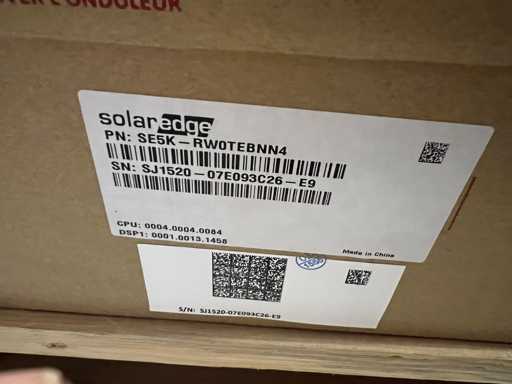 L'ONDULEUR
solaredge
PN: SE5K-RW0TEBNN4
SN: SJ1520-07E093C26-E9
CPU: 0004.0004.0084
DSP1: 0001.0013.1458
Made in China
S/N: SJ1520-07E093C26-E9